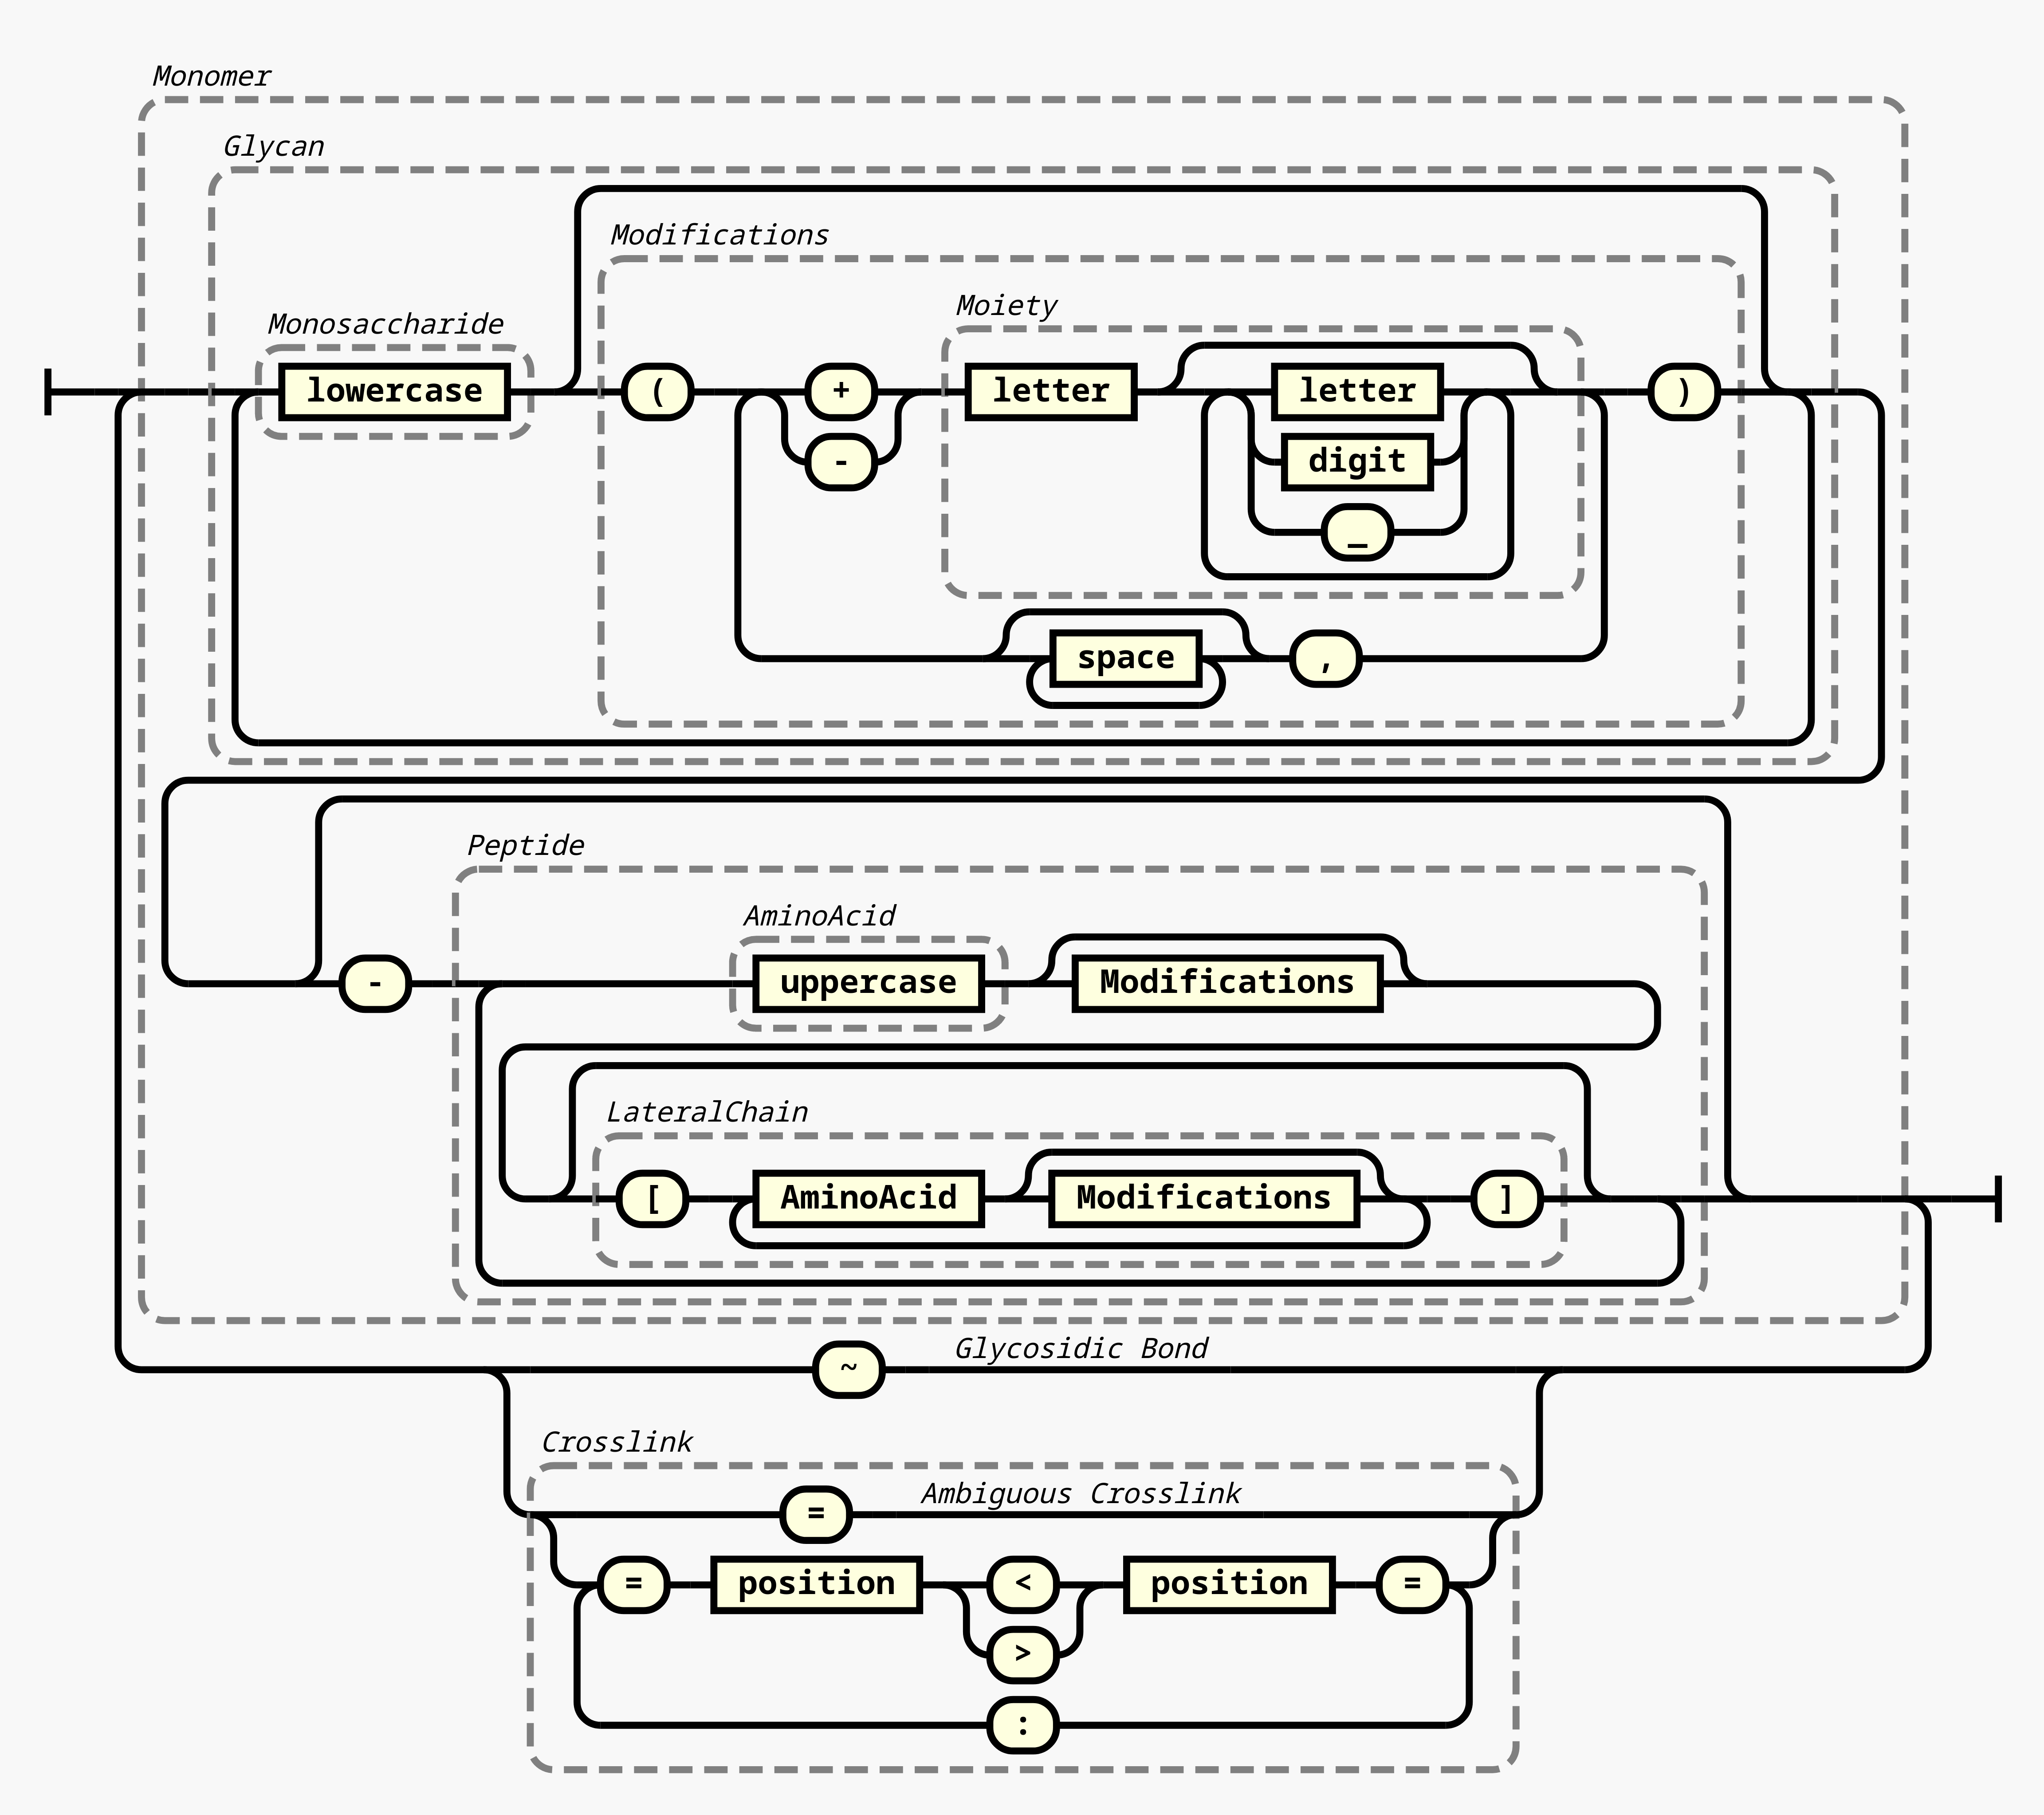 Monomer
Glycan
Modifications
Moiety
Monosaccharide
lowercase ( + letter letter )
- digit
_
space ,
Peptide
AminoAcid
- uppercase Modifications
LateralChain
[ AminoAcid Modifications ]
~ Glycosidic Bond
Crosslink
= Ambiguous Crosslink
= position < position =
>
: